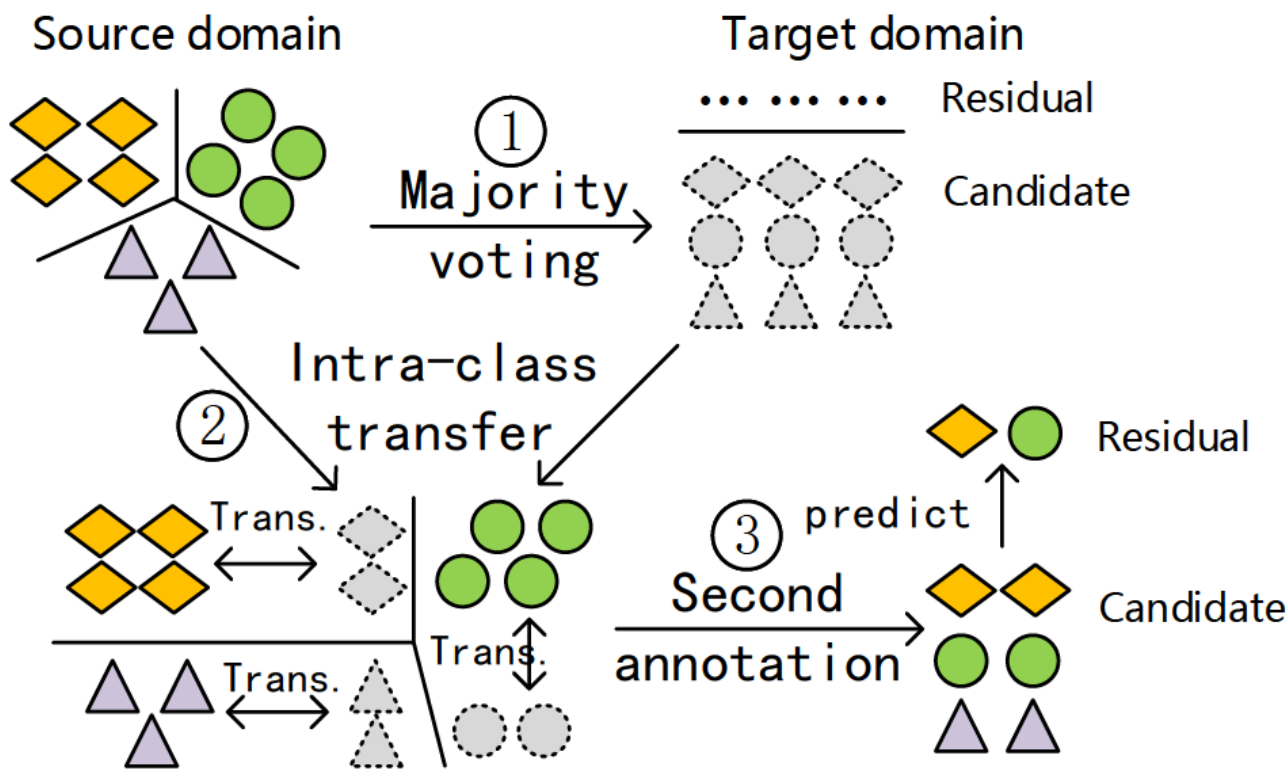 Source domain
Target domain
••• ••• •••
Residual
①
Majority
voting
Candidate
Intra-class
transfer
②
Residual
Trans.
③
predict
Second
annotation
Candidate
Trans.
Trans.